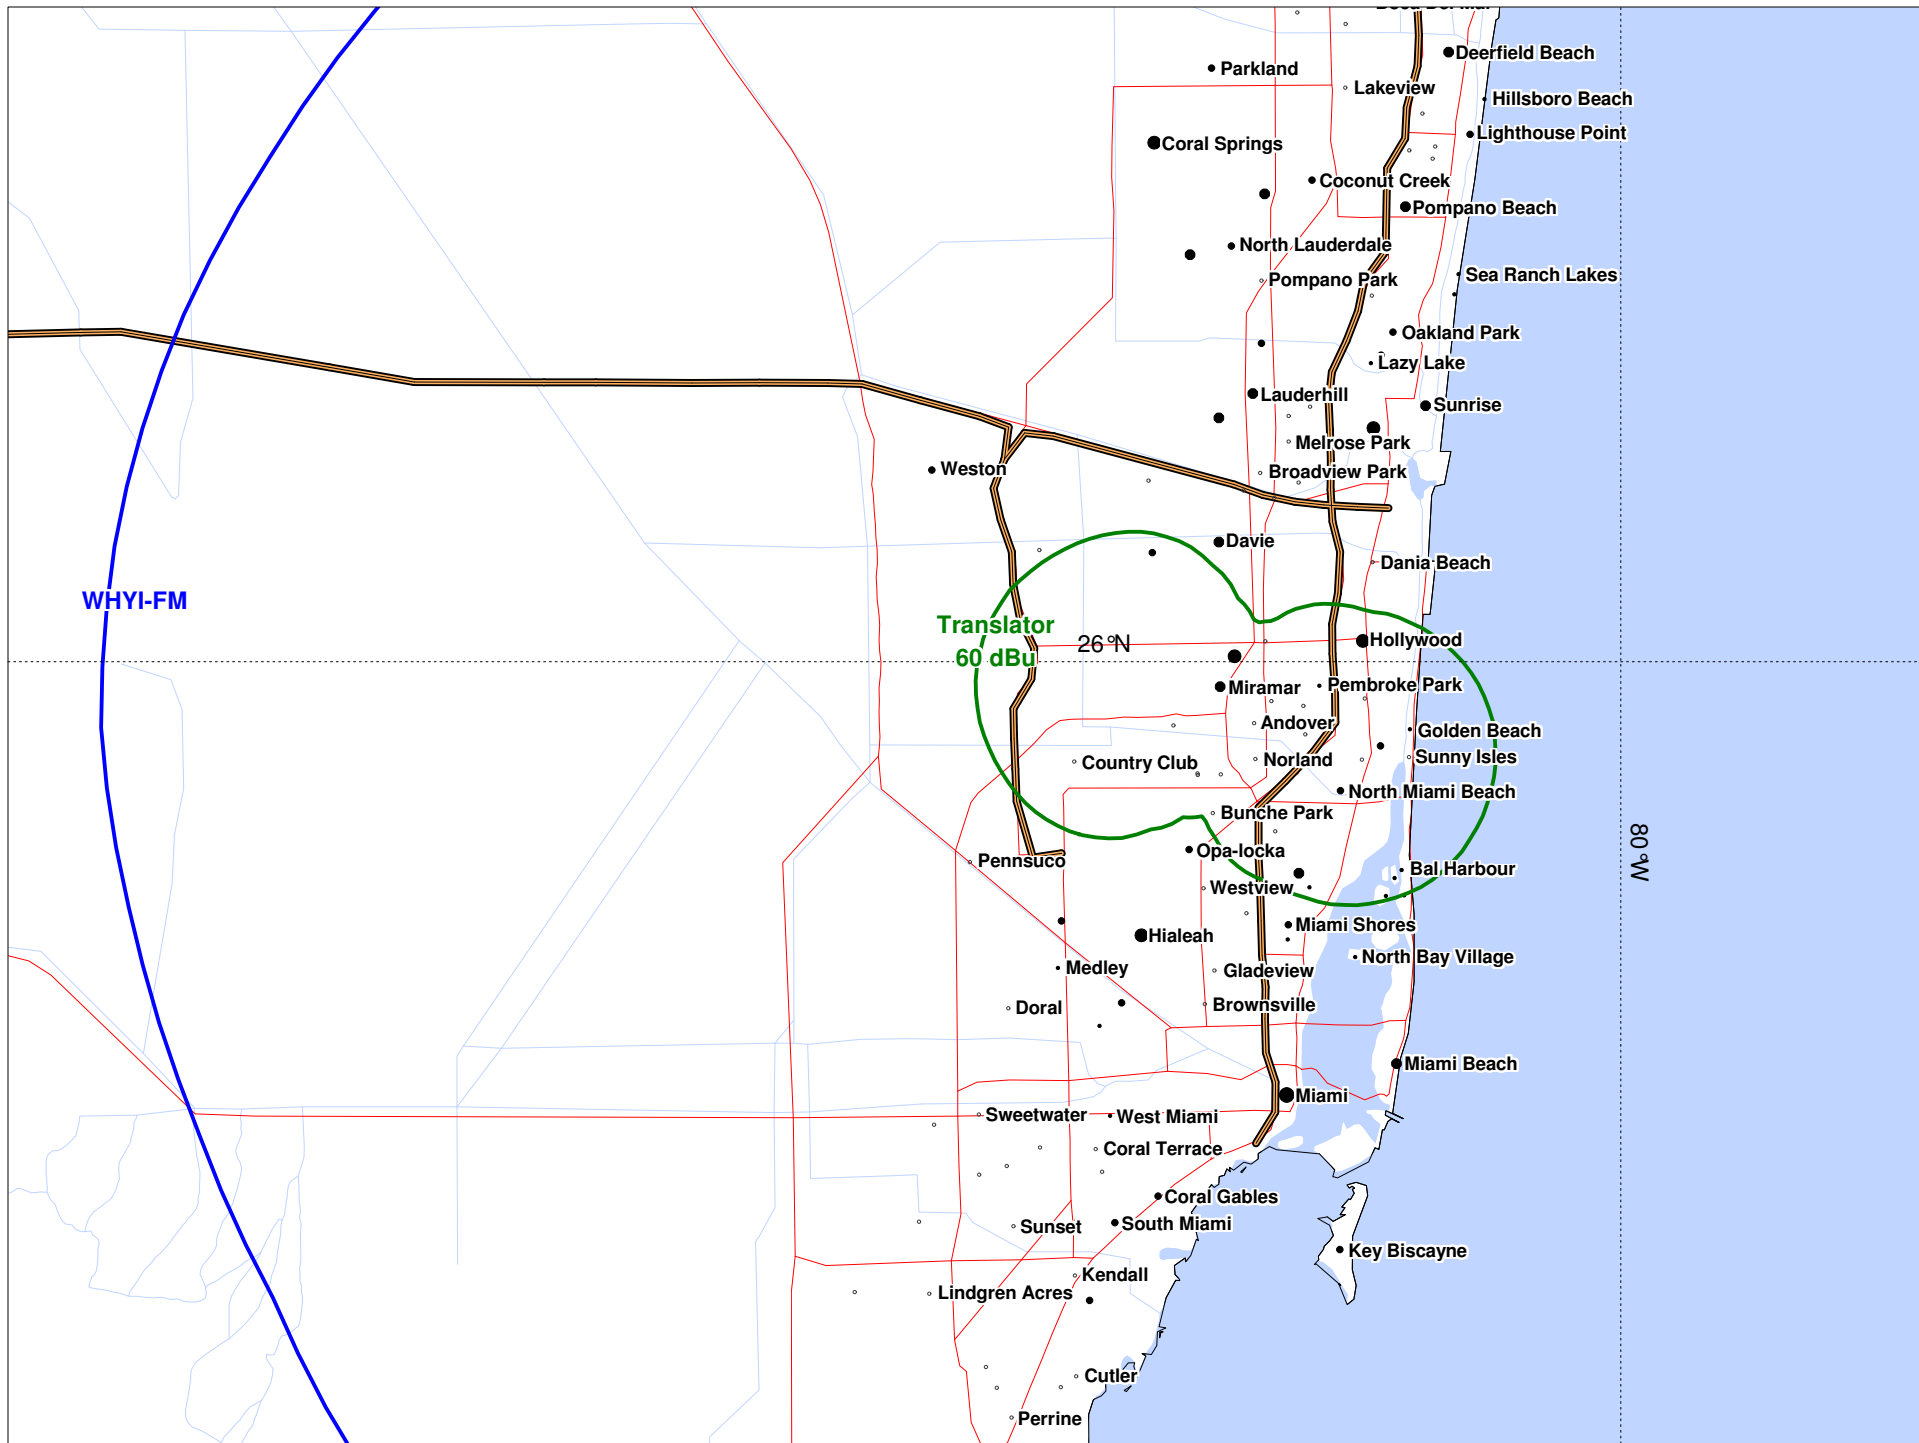 Deerfield Beach
Parkland
Lakeview
Hillsboro Beach
Lighthouse Point
Coral Springs
Coconut Creek
Pompano Beach
North Lauderdale
Sea Ranch Lakes
Pompano Park
Oakland Park
Lazy Lake
Lauderhill
Sunrise
Melrose Park
Weston
Broadview Park
Davie
Dania Beach
WHYI-FM
Translator
60 dBu
26°N
Hollywood
Miramar
Pembroke Park
Andover
Golden Beach
Country Club
Norland
Sunny Isles
North Miami Beach
Bunche Park
80°W
Opa-locka
Pennsuco
Bal Harbour
Westview
Miami Shores
Hialeah
North Bay Village
Medley
Gladeview
Doral
Brownsville
Miami Beach
Miami
Sweetwater
West Miami
Coral Terrace
Coral Gables
Sunset
South Miami
Key Biscayne
Kendall
Lindgren Acres
Cutler
Perrine